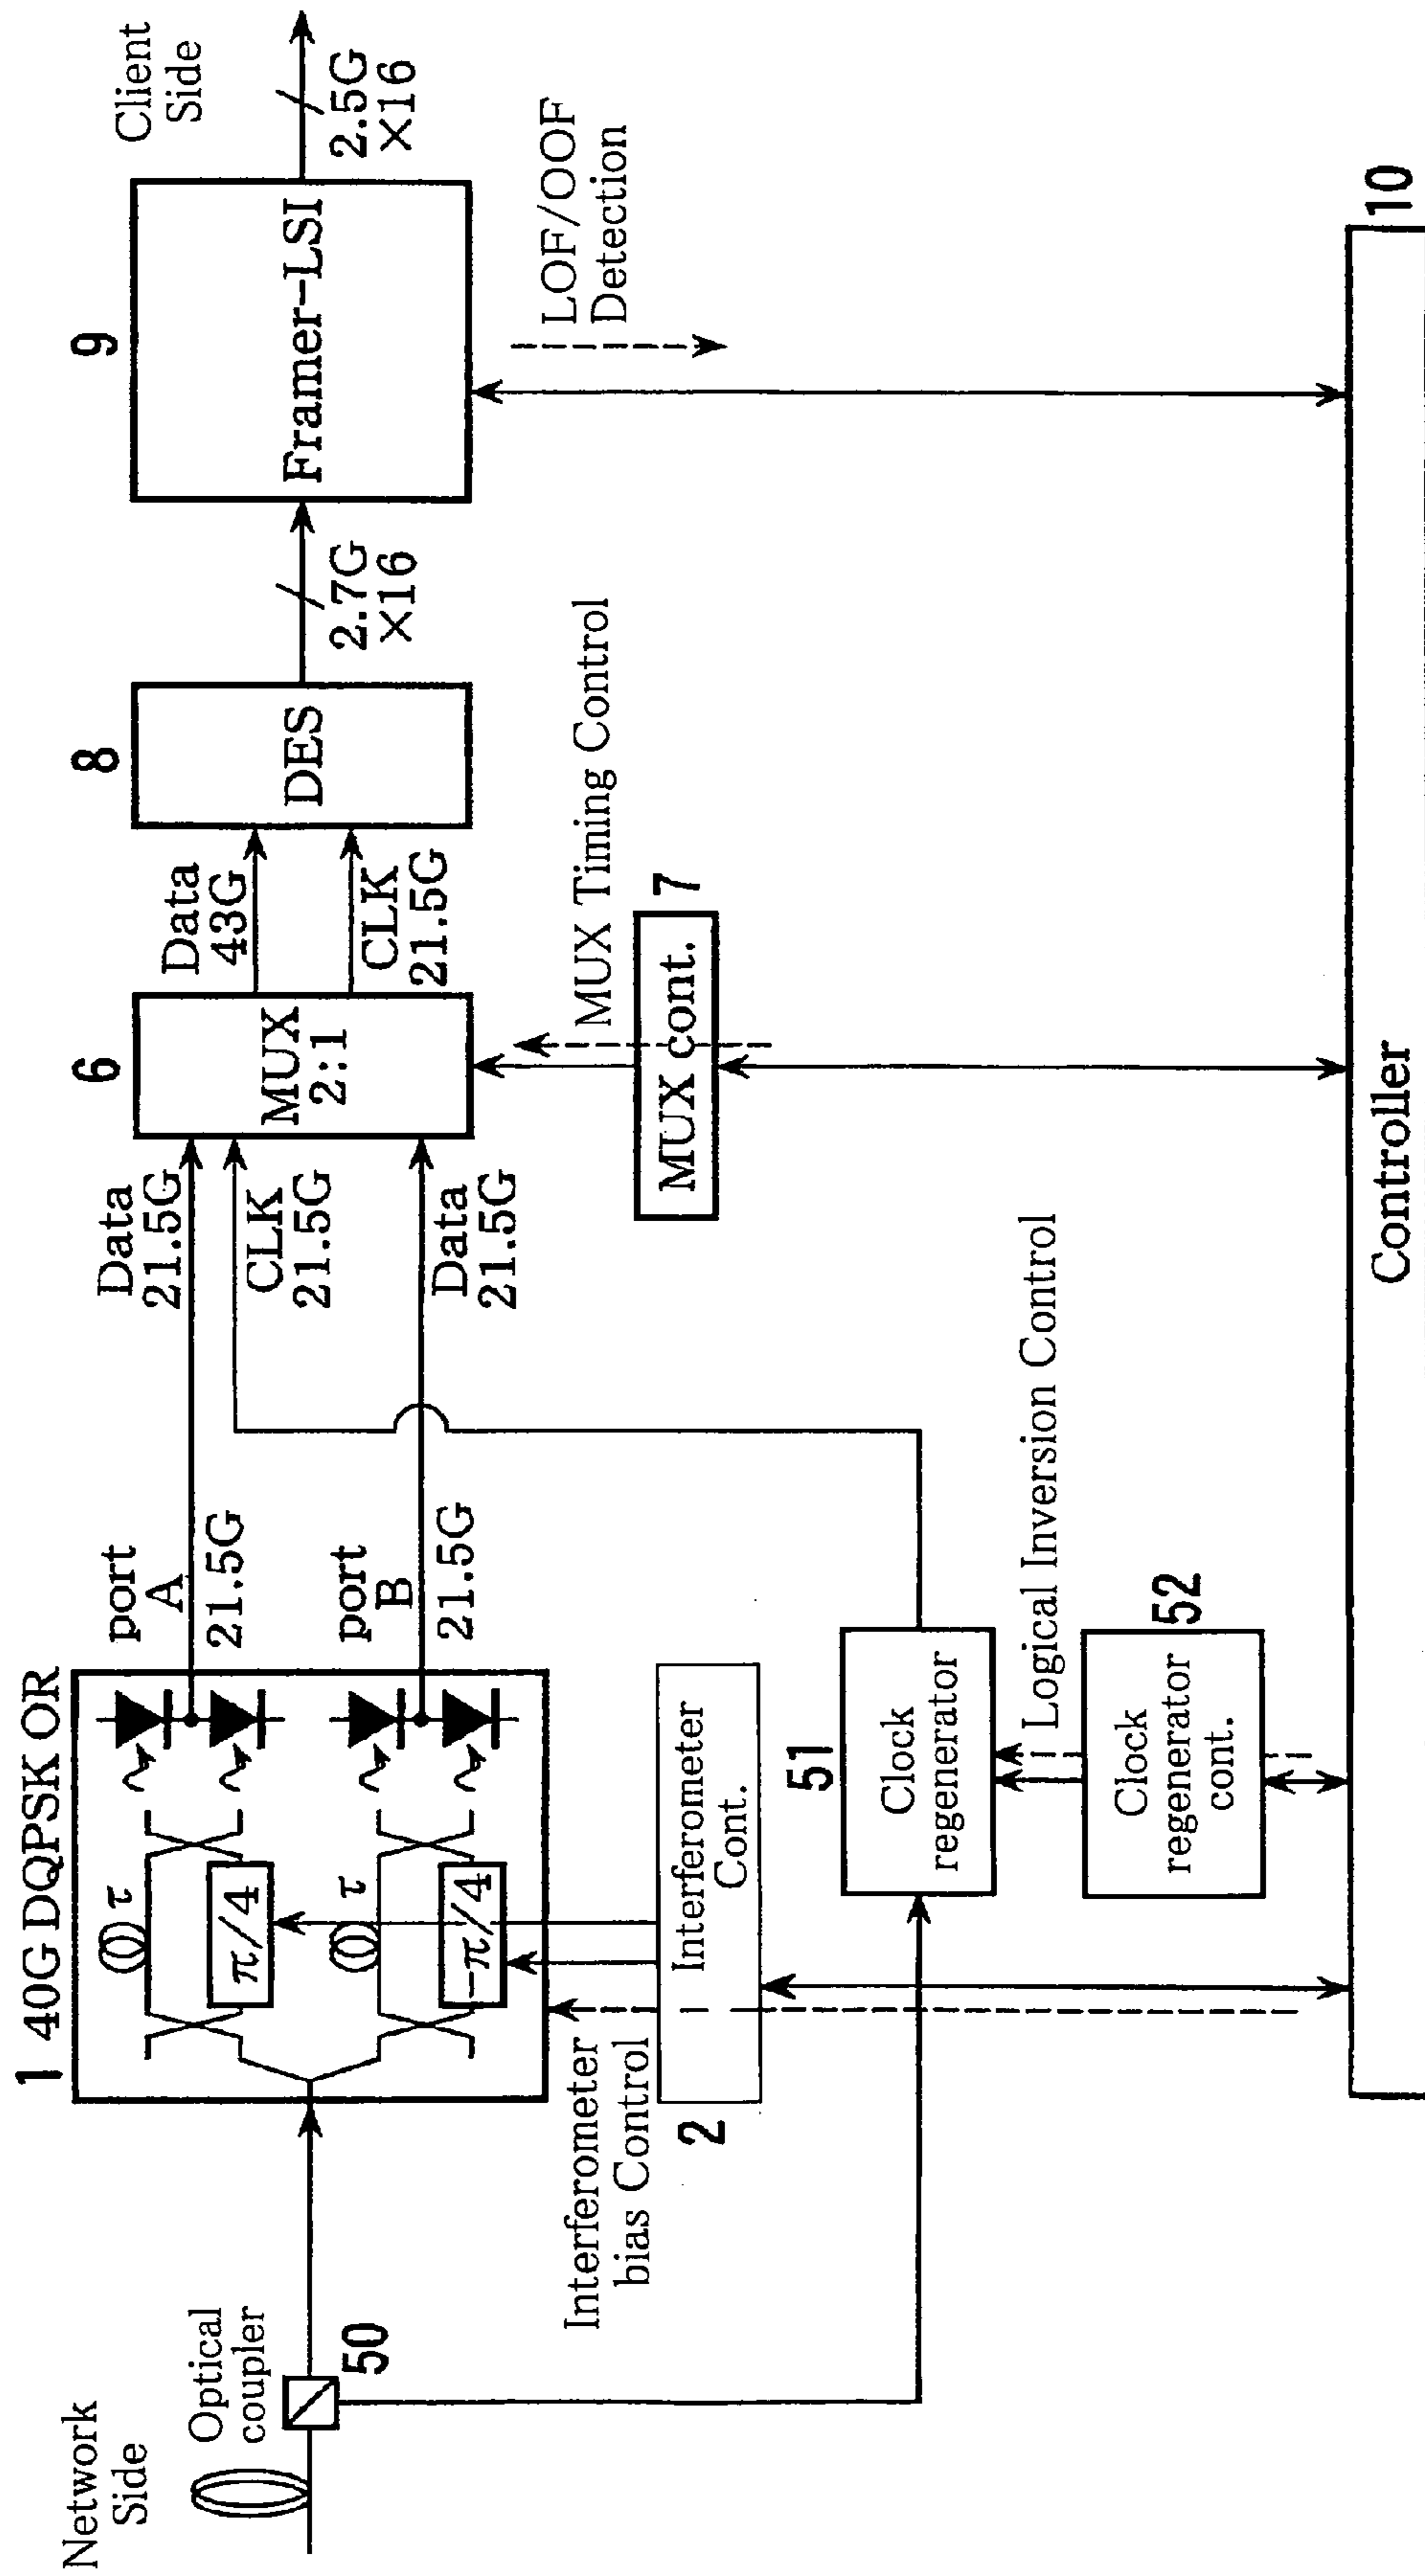 Network
Side
Optical
coupler
50
1 40G DQPSK OR
τ
π/4
τ
-π/4
port
A
21.5G
port
B
21.5G
Interferometer
bias Control
Interferometer
Cont.
2
51
Clock
regenerator
Logical Inversion Control
52
Clock
regenerator
cont.
Data
21.5G
CLK
21.5G
Data
21.5G
6
MUX
2:1
Data
43G
CLK
21.5G
MUX Timing Control
MUX cont.
7
8
DES
2.7G
×16
9
Framer-LSI
LOF/OOF
Detection
Client
Side
2.5G
×16
Controller
10